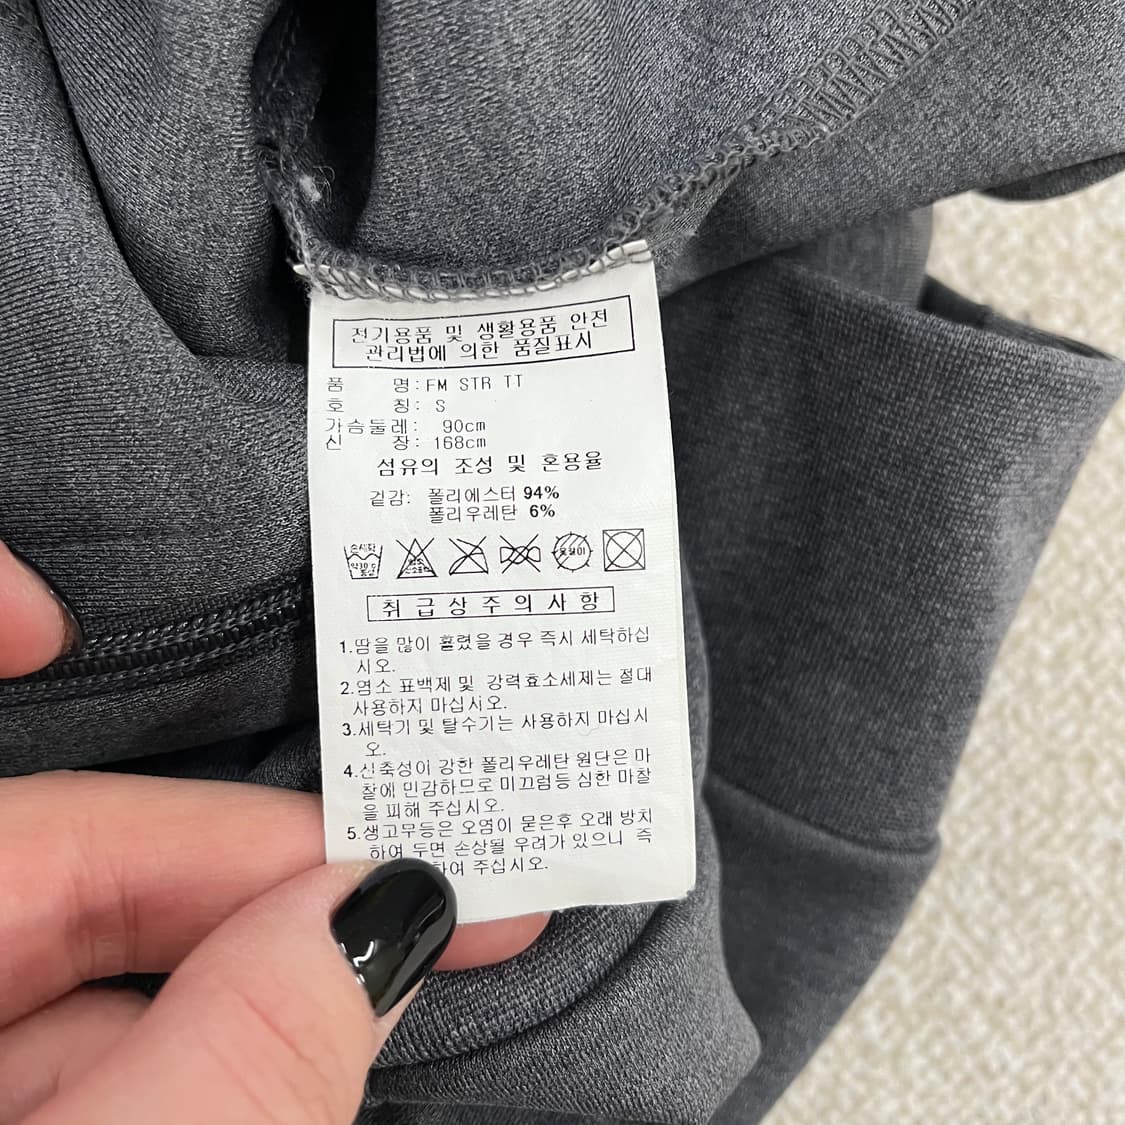 전기용품 및 생활용품 안전
관리법에 의한 품질표시
품 명: FM STR TT
호 칭: S
가슴둘레: 90cm
신 장: 168cm
섬유의 조성 및 혼용율
겉감: 폴리에스터 94%
폴리우레탄 6%
손세탁
약30℃
중성
염소
산소표백
옷걸이
취급상주의사항
1.땀을 많이 흘렸을 경우 즉시 세탁하십
시오.
2.염소 표백제 및 강력효소세제는 절대
사용하지 마십시오.
3.세탁기 및 탈수기는 사용하지 마십시
오.
4.신축성이 강한 폴리우레탄 원단은 마
찰에 민감하므로 미끄럼등 심한 마찰
을 피해 주십시오.
5.생고무등은 오염이 묻은후 오래 방치
하여 두면 손상될 우려가 있으니 즉
하여 주십시오.